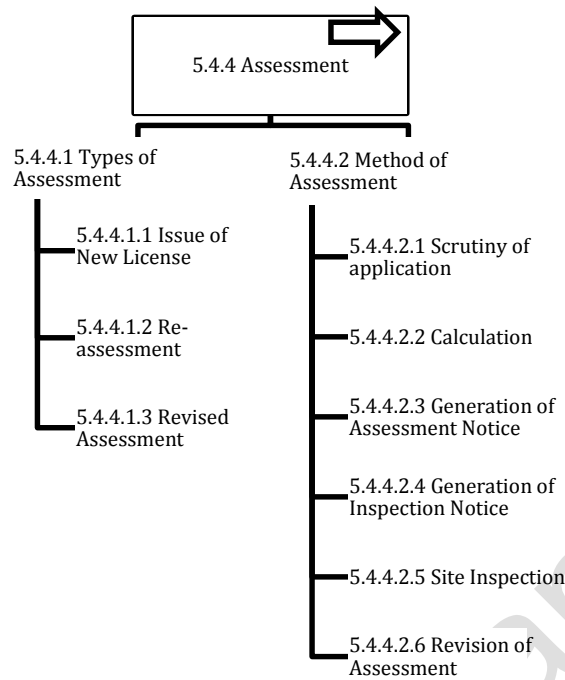 5.4.4 Assessment
5.4.4.1 Types of
Assessment
5.4.4.1.1 Issue of
New License
5.4.4.1.2 Re-
assessment
5.4.4.1.3 Revised
Assessment
5.4.4.2 Method of
Assessment
5.4.4.2.1 Scrutiny of
application
5.4.4.2.2 Calculation
5.4.4.2.3 Generation of
Assessment Notice
5.4.4.2.4 Generation of
Inspection Notice
5.4.4.2.5 Site Inspection
5.4.4.2.6 Revision of
Assessment